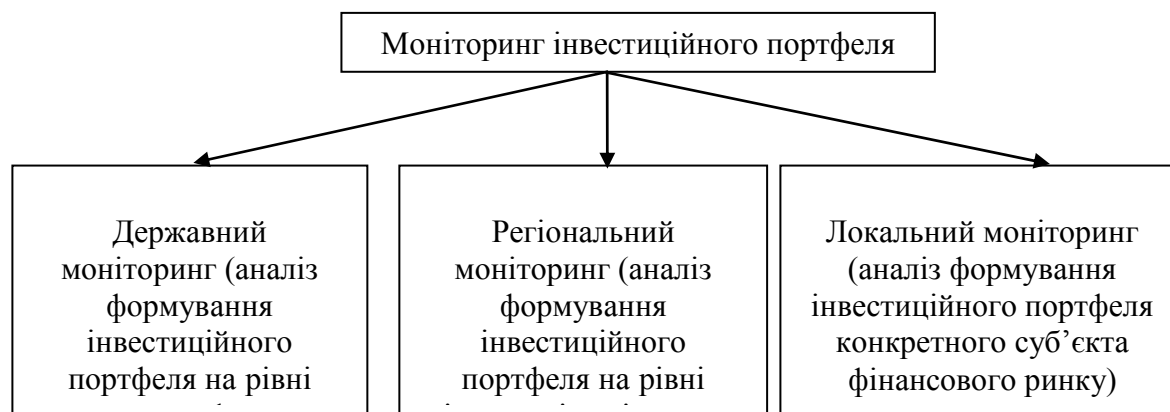 Моніторинг інвестиційного портфеля
Державний
моніторинг (аналіз
формування
інвестиційного
портфеля на рівні
Регіональний
моніторинг (аналіз
формування
інвестиційного
портфеля на рівні
Локальний моніторинг
(аналіз формування
інвестиційного портфеля
конкретного суб’єкта
фінансового ринку)